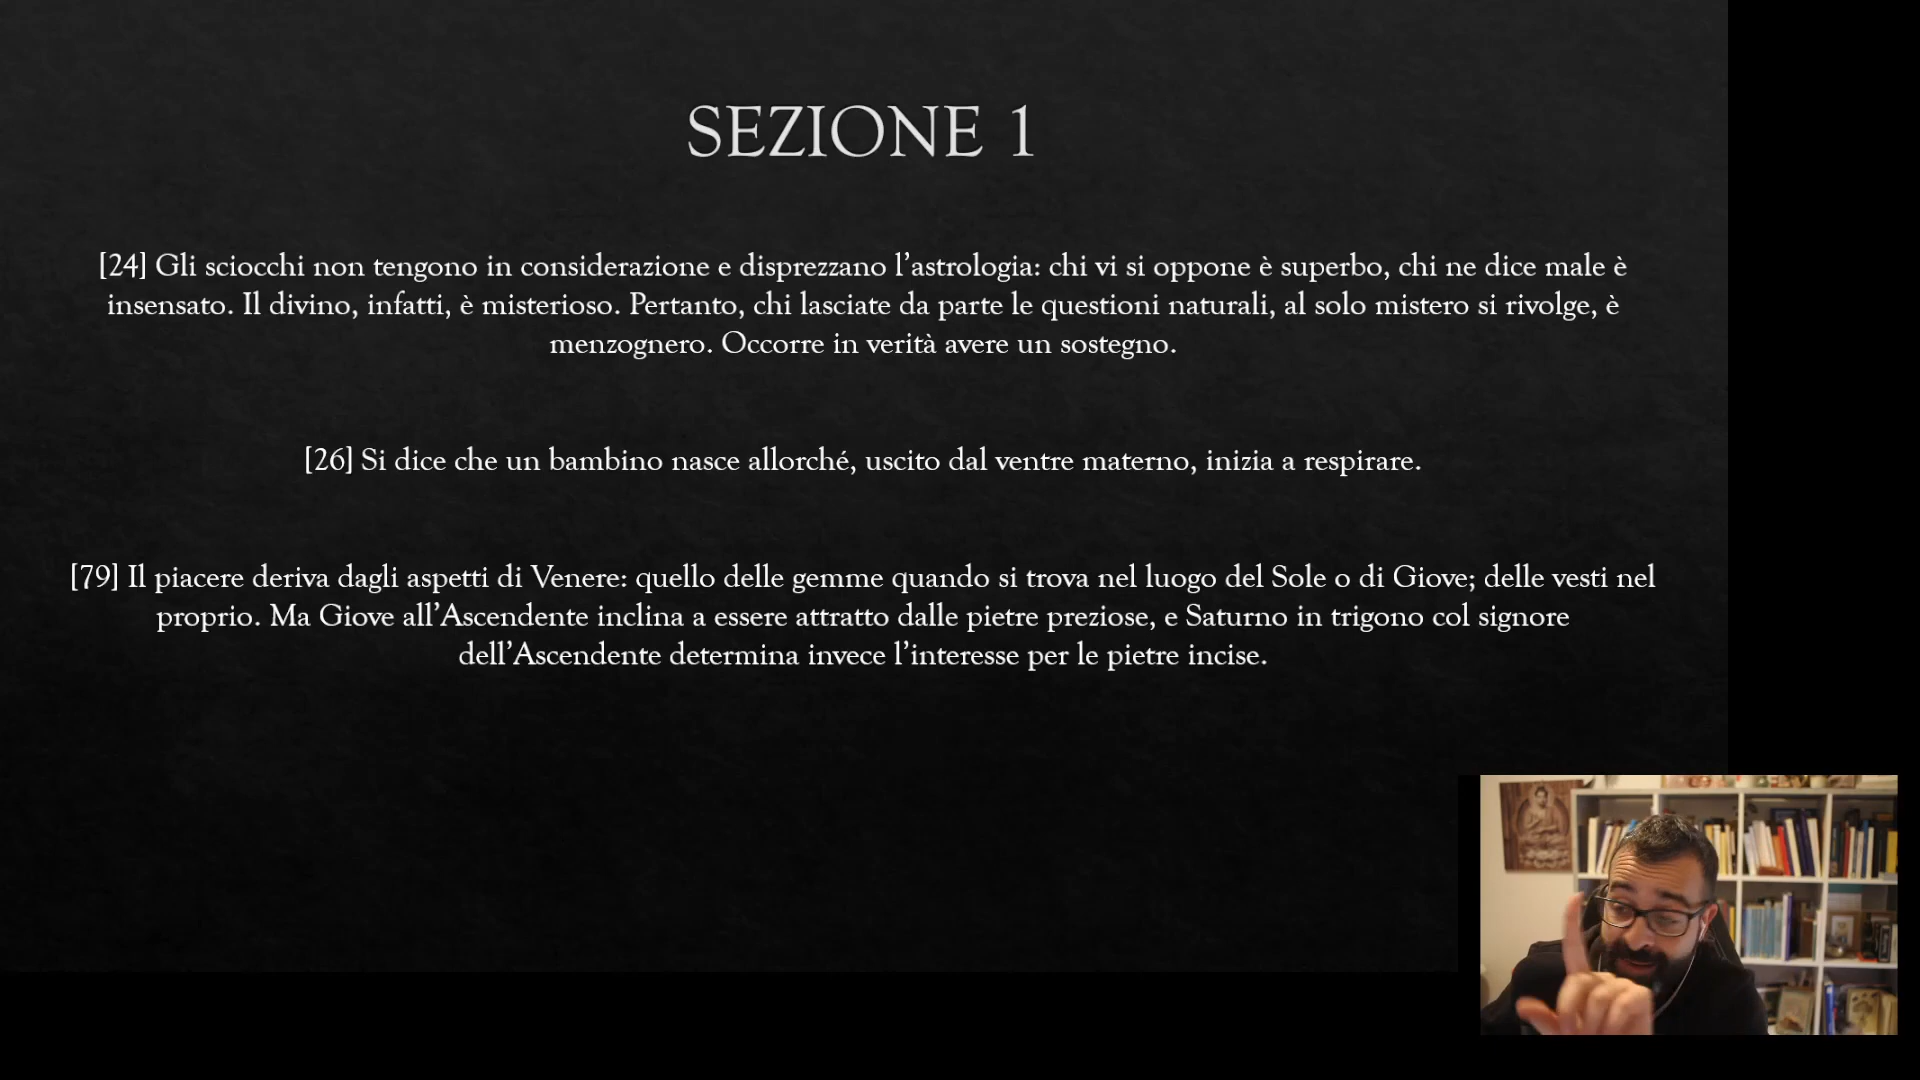 SEZIONE 1
[24] Gli sciocchi non tengono in considerazione e disprezzano l’astrologia: chi vi si oppone è superbo, chi ne dice male è
insensato. Il divino, infatti, è misterioso. Pertanto, chi lasciate da parte le questioni naturali, al solo mistero si rivolge, è
menzognero. Occorre in verità avere un sostegno.
[26] Si dice che un bambino nasce allorché, uscito dal ventre materno, inizia a respirare.
[79] Il piacere deriva dagli aspetti di Venere: quello delle gemme quando si trova nel luogo del Sole o di Giove; delle vesti nel
proprio. Ma Giove all’Ascendente inclina a essere attratto dalle pietre preziose, e Saturno in trigono col signore
dell’Ascendente determina invece l’interesse per le pietre incise.